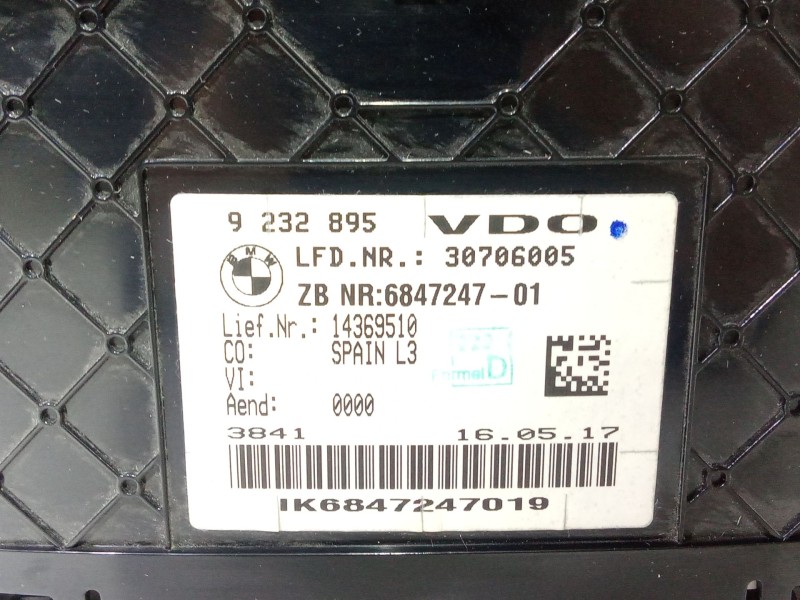 9 232 895 VDO
BMW
LFD.NR.: 30706005
ZB NR:6847247-01
Lief.Nr.: 14369510
CO: SPAIN L3
VI:
Aend: 0000
D
3841 16.05.17
IK6847247019